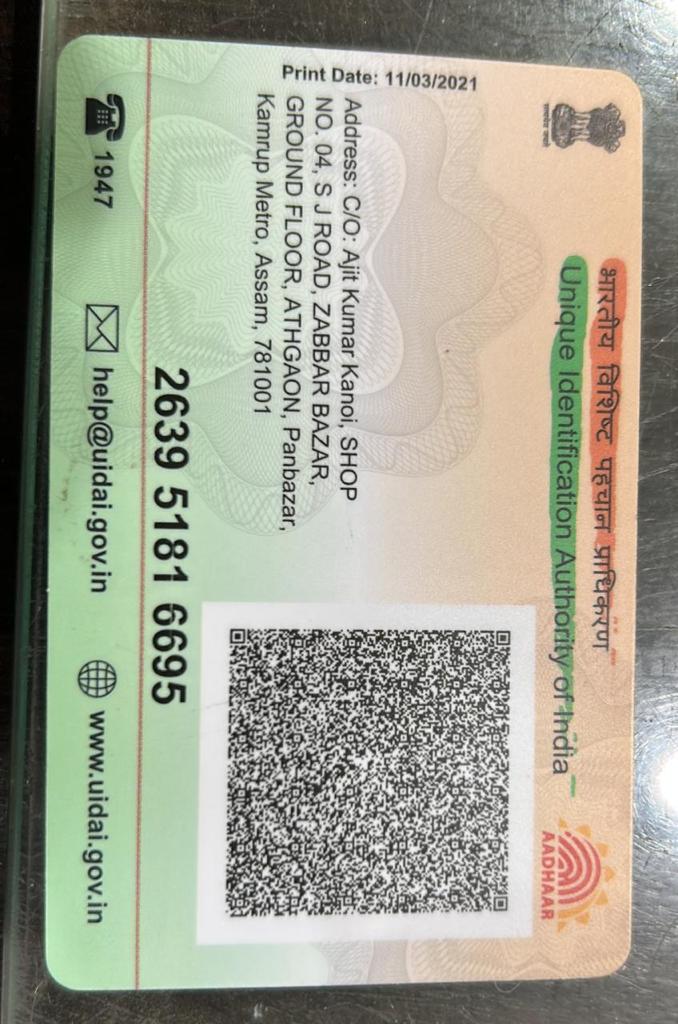 भारतीय विशिष्ट पहचान प्राधिकरण
Unique Identification Authority of India
AADHAAR
Print Date: 11/03/2021
Address: C/O: Ajit Kumar Kanoi, SHOP
NO. 04, S J ROAD, ZABBAR BAZAR,
GROUND FLOOR, ATHGAON, Panbazar,
Kamrup Metro, Assam, 781001
2639 5181 6695
1947
help@uidai.gov.in
www.uidai.gov.in